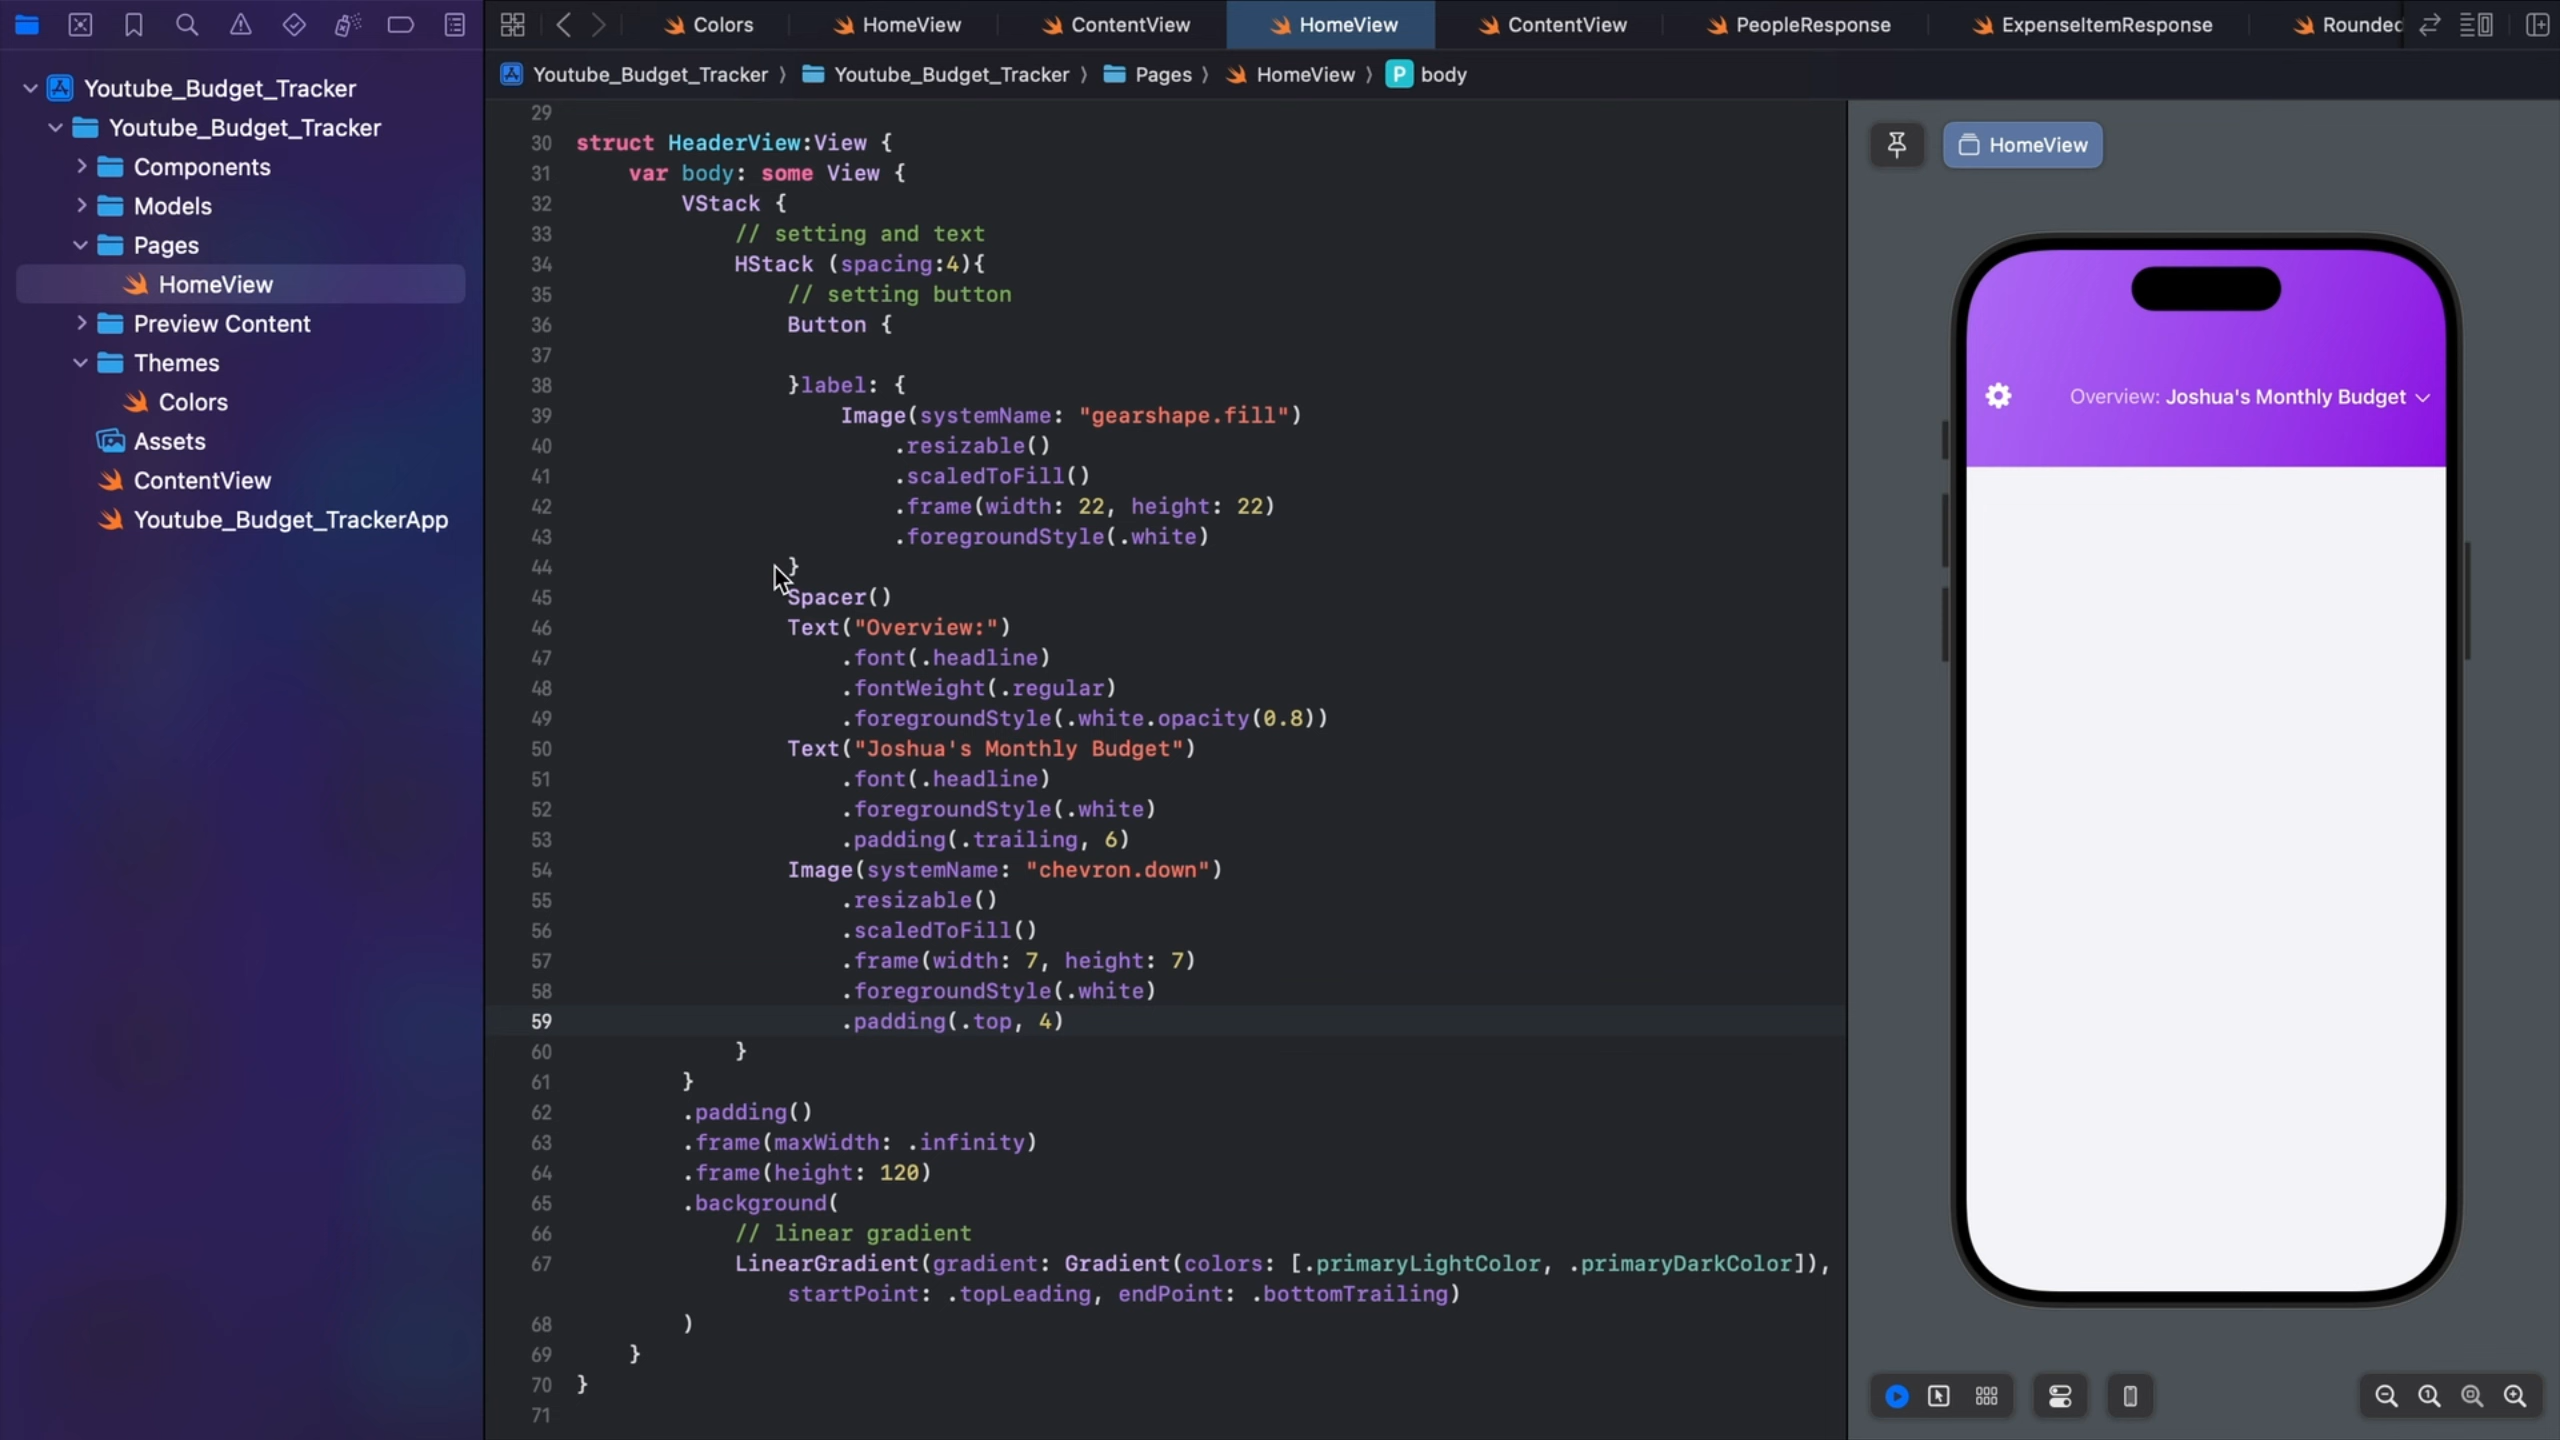 Colors
HomeView
ContentView
HomeView
ContentView
PeopleResponse
ExpenseItemResponse
Rounded
Youtube_Budget_Tracker
Youtube_Budget_Tracker
Components
Models
Pages
HomeView
Preview Content
Themes
Colors
Assets
ContentView
Youtube_Budget_TrackerApp
Youtube_Budget_Tracker 〉 Youtube_Budget_Tracker 〉 Pages 〉 HomeView 〉 P body
29
30 struct HeaderView:View {
31 var body: some View {
32 VStack {
33 // setting and text
34 HStack (spacing:4){
35 // setting button
36 Button {
37
38 }label: {
39 Image(systemName: "gearshape.fill")
40 .resizable()
41 .scaledToFill()
42 .frame(width: 22, height: 22)
43 .foregroundStyle(.white)
44 }
45 Spacer()
46 Text("Overview:")
47 .font(.headline)
48 .fontWeight(.regular)
49 .foregroundStyle(.white.opacity(0.8))
50 Text("Joshua's Monthly Budget")
51 .font(.headline)
52 .foregroundStyle(.white)
53 .padding(.trailing, 6)
54 Image(systemName: "chevron.down")
55 .resizable()
56 .scaledToFill()
57 .frame(width: 7, height: 7)
58 .foregroundStyle(.white)
59 .padding(.top, 4)
60 }
61 }
62 .padding()
63 .frame(maxWidth: .infinity)
64 .frame(height: 120)
65 .background(
66 // linear gradient
67 LinearGradient(gradient: Gradient(colors: [.primaryLightColor, .primaryDarkColor]),
startPoint: .topLeading, endPoint: .bottomTrailing)
68 )
69 }
70 }
71
HomeView
Overview: Joshua's Monthly Budget